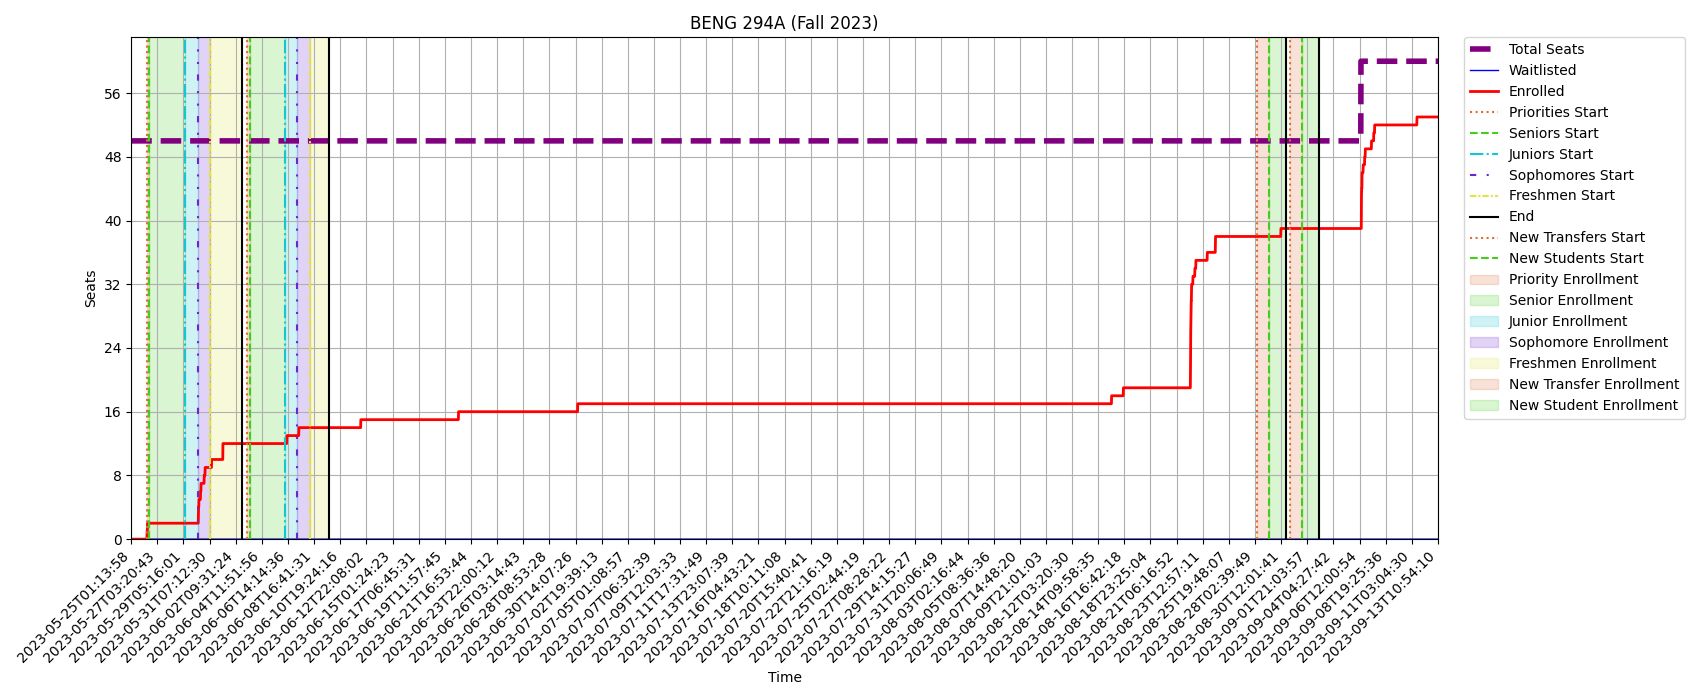 BENG 294A (Fall 2023)
Seats
56
48
40
32
24
16
8
0
2023-05-25T01:13:58
2023-05-27T03:20:43
2023-05-29T05:16:01
2023-05-31T07:12:30
2023-06-02T09:31:24
2023-06-04T11:51:56
2023-06-06T14:14:30
2023-06-08T16:41:31
2023-06-10T19:24:16
2023-06-12T22:08:02
2023-06-15T01:24:23
2023-06-17T06:45:31
2023-06-19T11:57:45
2023-06-21T16:53:44
2023-06-23T22:00:12
2023-06-26T03:14:43
2023-06-28T08:53:28
2023-06-30T14:07:26
2023-07-02T19:39:13
2023-07-05T01:08:57
2023-07-07T06:32:39
2023-07-09T12:03:33
2023-07-11T17:31:49
2023-07-13T23:07:39
2023-07-16T04:43:21
2023-07-18T10:11:08
2023-07-20T15:40:41
2023-07-22T21:16:19
2023-07-25T02:44:19
2023-07-27T08:28:22
2023-07-29T14:15:27
2023-07-31T20:06:49
2023-08-03T02:16:44
2023-08-05T08:36:36
2023-08-07T14:48:20
2023-08-09T21:01:03
2023-08-12T03:20:30
2023-08-14T09:58:35
2023-08-16T16:42:18
2023-08-18T23:25:04
2023-08-21T06:16:52
2023-08-23T12:57:11
2023-08-25T19:48:07
2023-08-28T02:39:49
2023-08-30T12:01:41
2023-09-01T21:03:57
2023-09-04T04:27:42
2023-09-06T12:00:54
2023-09-08T19:25:36
2023-09-11T03:04:30
2023-09-13T10:54:10
Time
Total Seats
Waitlisted
Enrolled
Priorities Start
Seniors Start
Juniors Start
Sophomores Start
Freshmen Start
End
New Transfers Start
New Students Start
Priority Enrollment
Senior Enrollment
Junior Enrollment
Sophomore Enrollment
Freshmen Enrollment
New Transfer Enrollment
New Student Enrollment